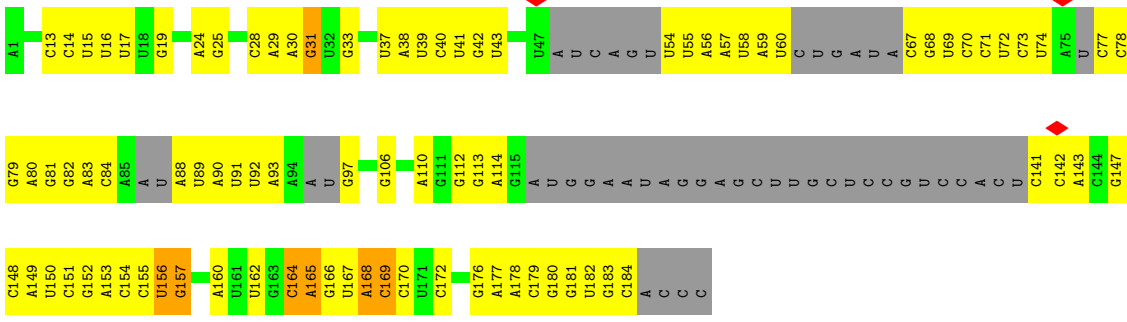 A1 C13 C14 U15 U16 U17 U18 G19 A24 G25 C28 A29 A30 G31 U32 G33 U37 A38 U39 C40 U41 G42 U43 U47 A U C A G U U54 U55 A56 A57 U58 A59 U60 C U G A U A C67 G68 U69 C70 C71 U72 C73 U74 A75 U C77 C78
G79 A80 G81 G82 A83 C84 A85 A U A88 U89 A90 U91 U92 A93 A94 A U G97 G106 A110 G111 G112 G113 A114 G115 A U G G A A U A G G A G C U U G C U C C G U C C A C U C141 C142 A143 C144 G147
C148 A149 U150 C151 G152 A153 C154 C155 U156 G157 A160 U161 U162 G163 C164 A165 G166 U167 A168 C169 C170 U171 C172 G176 A177 A178 C179 G180 G181 U182 G183 C184 A C C C